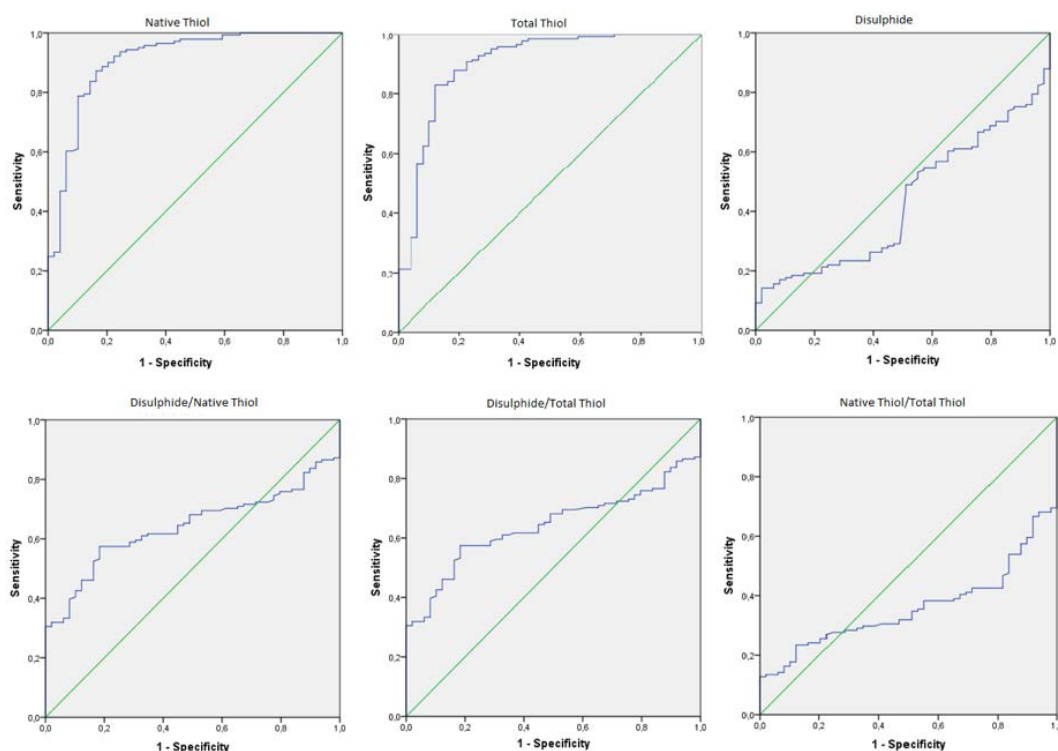 Native Thiol
1,0
0,8
0,6
0,4
0,2
0,0
Sensitivity
0,0 0,2 0,4 0,6 0,8 1,0
1 - Specificity
Total Thiol
1,0
0,8
0,6
0,4
0,2
0,0
Sensitivity
0,0 0,2 0,4 0,6 0,8 1,0
1 - Specificity
Disulphide
1,0
0,8
0,6
0,4
0,2
0,0
Sensitivity
0,0 0,2 0,4 0,6 0,8 1,0
1 - Specificity
Disulphide/Native Thiol
1,0
0,8
0,6
0,4
0,2
0,0
Sensitivity
0,0 0,2 0,4 0,6 0,8 1,0
1 - Specificity
Disulphide/Total Thiol
1,0
0,8
0,6
0,4
0,2
0,0
Sensitivity
0,0 0,2 0,4 0,6 0,8 1,0
1 - Specificity
Native Thiol/Total Thiol
1,0
0,8
0,6
0,4
0,2
0,0
Sensitivity
0,0 0,2 0,4 0,6 0,8 1,0
1 - Specificity